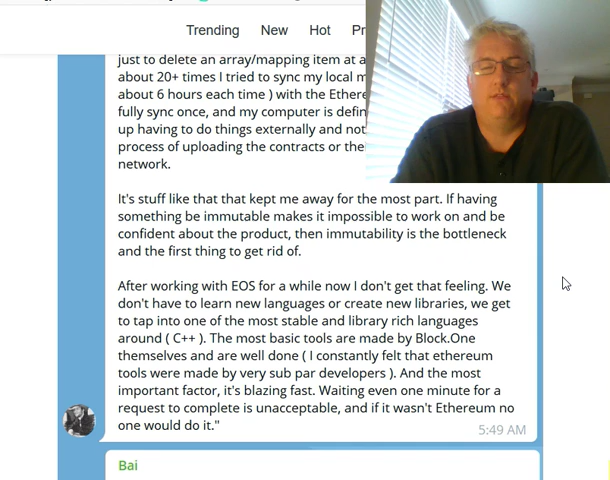 Trending New Hot
just to delete an array/mapping item at a
about 20+ times I tried to sync my local m
about 6 hours each time ) with the Ethere
fully sync once, and my computer is defin
up having to do things externally and not
process of uploading the contracts or the
network.
It's stuff like that that kept me away for the most part. If having
something be immutable makes it impossible to work on and be
confident about the product, then immutability is the bottleneck
and the first thing to get rid of.
After working with EOS for a while now I don't get that feeling. We
don't have to learn new languages or create new libraries, we get
to tap into one of the most stable and library rich languages
around ( C++ ). The most basic tools are made by Block.One
themselves and are well done ( I constantly felt that ethereum
tools were made by very sub par developers ). And the most
important factor, it's blazing fast. Waiting even one minute for a
request to complete is unacceptable, and if it wasn't Ethereum no
one would do it."
5:49 AM
Bai